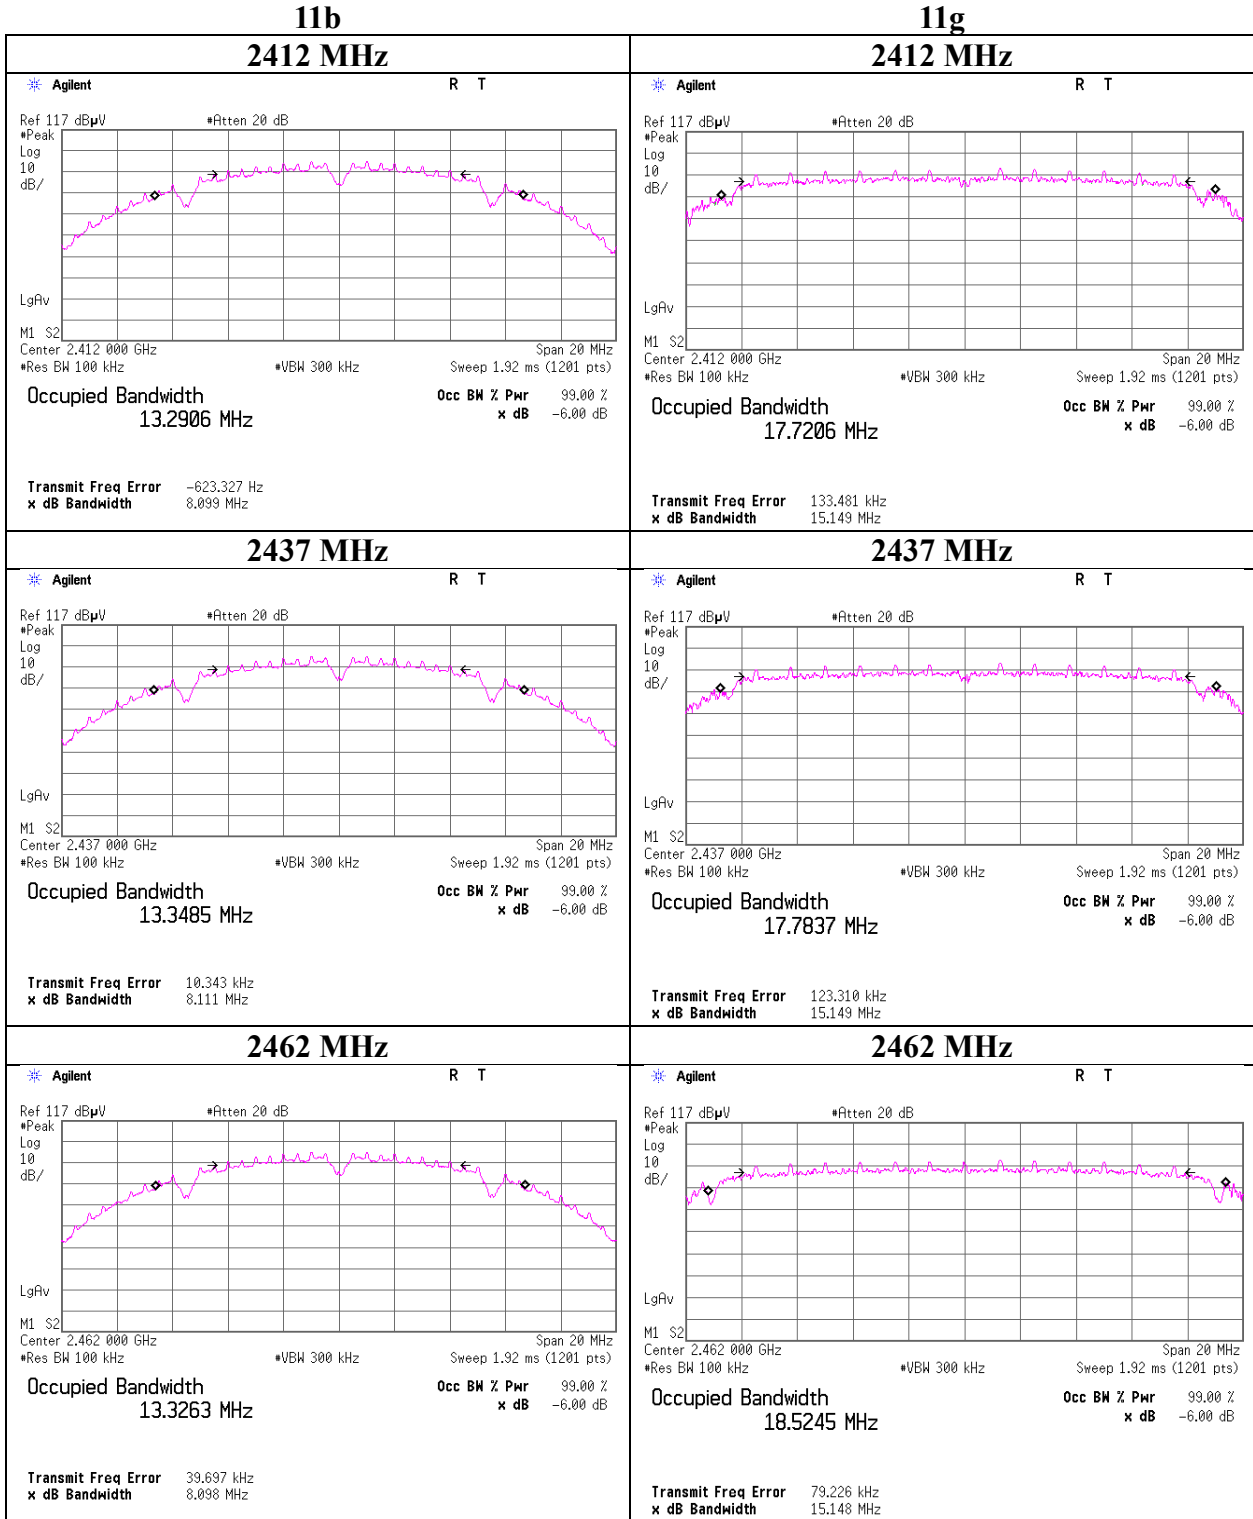 11b
11g
2412 MHz
2412 MHz
Agilent
R T
Ref 117 dBµV
#Atten 20 dB
#Peak
Log
10
dB/
LgAv
M1 S2
Center 2.412 000 GHz
Span 20 MHz
#Res BW 100 kHz
#VBW 300 kHz
Sweep 1.92 ms (1201 pts)
Occupied Bandwidth
13.2906 MHz
Occ BW % Pwr 99.00 %
x dB -6.00 dB
Transmit Freq Error -623.327 Hz
x dB Bandwidth 8.099 MHz
Agilent
R T
Ref 117 dBµV
#Atten 20 dB
#Peak
Log
10
dB/
LgAv
M1 S2
Center 2.412 000 GHz
Span 20 MHz
#Res BW 100 kHz
#VBW 300 kHz
Sweep 1.92 ms (1201 pts)
Occupied Bandwidth
17.7206 MHz
Occ BW % Pwr 99.00 %
x dB -6.00 dB
Transmit Freq Error 133.481 kHz
x dB Bandwidth 15.149 MHz
2437 MHz
2437 MHz
Agilent
R T
Ref 117 dBµV
#Atten 20 dB
#Peak
Log
10
dB/
LgAv
M1 S2
Center 2.437 000 GHz
Span 20 MHz
#Res BW 100 kHz
#VBW 300 kHz
Sweep 1.92 ms (1201 pts)
Occupied Bandwidth
13.3485 MHz
Occ BW % Pwr 99.00 %
x dB -6.00 dB
Transmit Freq Error 10.343 kHz
x dB Bandwidth 8.111 MHz
Agilent
R T
Ref 117 dBµV
#Atten 20 dB
#Peak
Log
10
dB/
LgAv
M1 S2
Center 2.437 000 GHz
Span 20 MHz
#Res BW 100 kHz
#VBW 300 kHz
Sweep 1.92 ms (1201 pts)
Occupied Bandwidth
17.7837 MHz
Occ BW % Pwr 99.00 %
x dB -6.00 dB
Transmit Freq Error 123.310 kHz
x dB Bandwidth 15.149 MHz
2462 MHz
2462 MHz
Agilent
R T
Ref 117 dBµV
#Atten 20 dB
#Peak
Log
10
dB/
LgAv
M1 S2
Center 2.462 000 GHz
Span 20 MHz
#Res BW 100 kHz
#VBW 300 kHz
Sweep 1.92 ms (1201 pts)
Occupied Bandwidth
13.3263 MHz
Occ BW % Pwr 99.00 %
x dB -6.00 dB
Transmit Freq Error 39.697 kHz
x dB Bandwidth 8.098 MHz
Agilent
R T
Ref 117 dBµV
#Atten 20 dB
#Peak
Log
10
dB/
LgAv
M1 S2
Center 2.462 000 GHz
Span 20 MHz
#Res BW 100 kHz
#VBW 300 kHz
Sweep 1.92 ms (1201 pts)
Occupied Bandwidth
18.5245 MHz
Occ BW % Pwr 99.00 %
x dB -6.00 dB
Transmit Freq Error 79.226 kHz
x dB Bandwidth 15.148 MHz